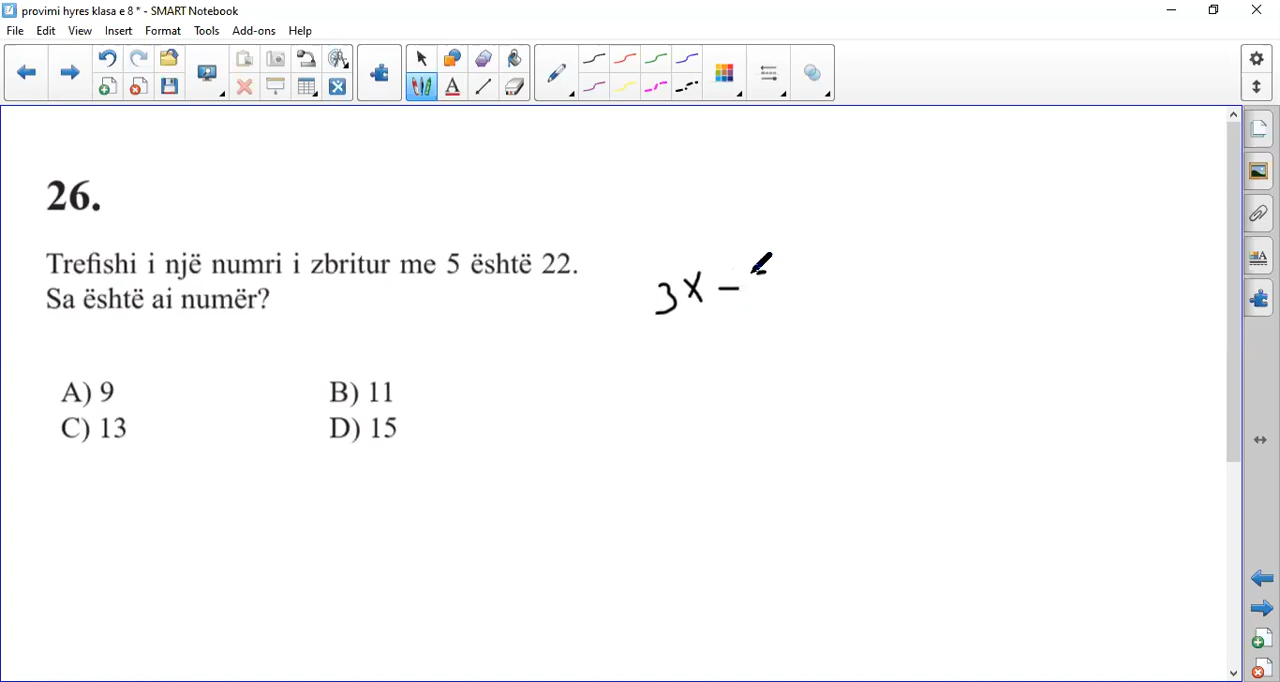 provimi hyres klasa e 8 * - SMART Notebook
File Edit View Insert Format Tools Add-ons Help
26.
Trefishi i një numri i zbritur me 5 është 22.
Sa është ai numër?
3x –
A) 9 B) 11
C) 13 D) 15